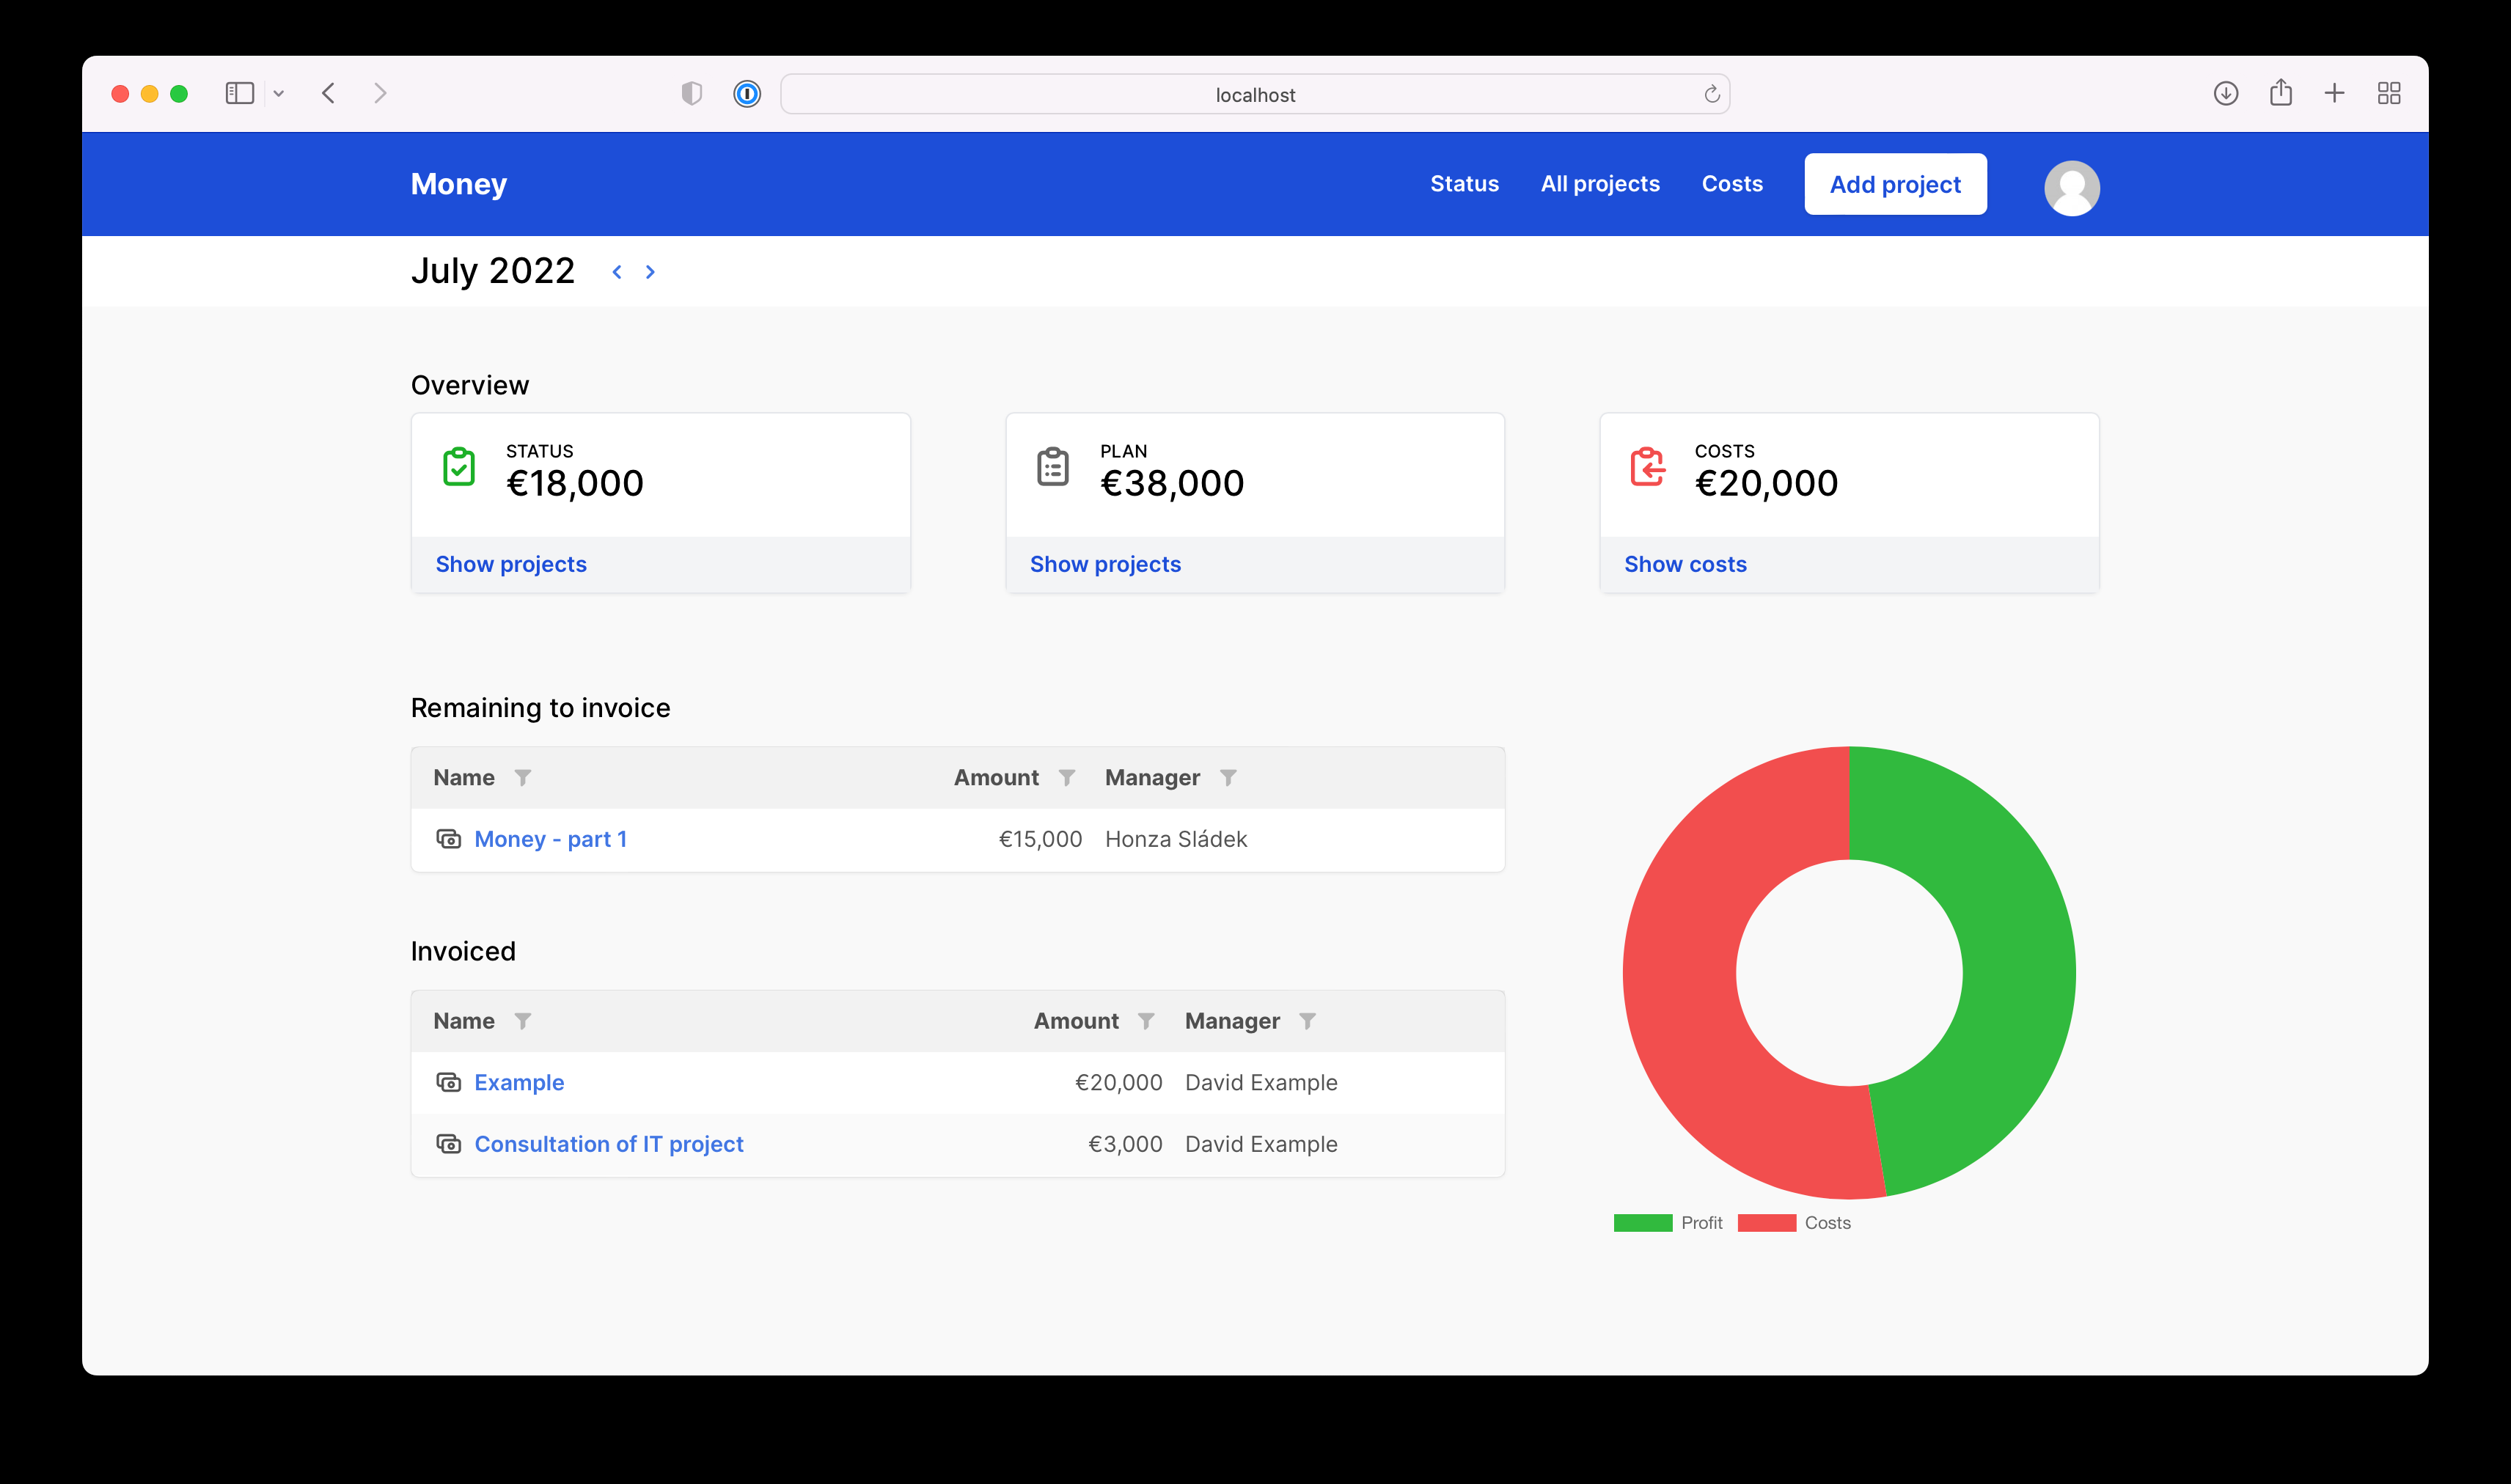 localhost
Money
Status All projects Costs Add project
July 2022
Overview
STATUS
€18,000
Show projects
PLAN
€38,000
Show projects
COSTS
€20,000
Show costs
Remaining to invoice
Name Amount Manager
Money - part 1 €15,000 Honza Sládek
Invoiced
Name Amount Manager
Example €20,000 David Example
Consultation of IT project €3,000 David Example
Profit Costs